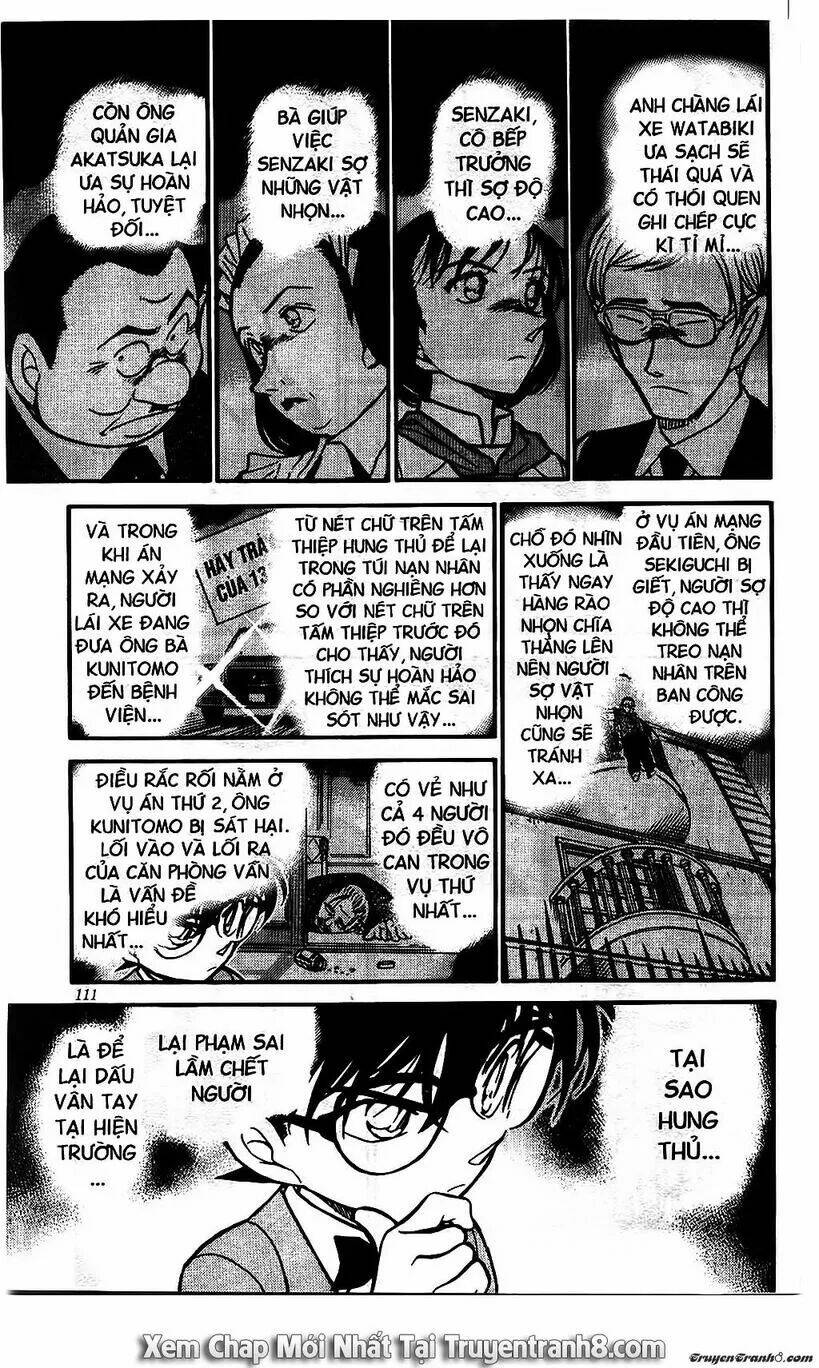 ANH CHÀNG LÁI
XE WATABIKI
ƯA SẠCH SẼ
THÁI QUÁ VÀ
CÓ THÓI QUEN
GHI CHÉP CỰC
KÌ TỈ MỈ...
SENZAKI,
CÔ BẾP
TRƯỞNG
THÌ SỢ ĐỘ
CAO...
BÀ GIÚP
VIỆC
SENZAKI SỢ
NHỮNG VẬT
NHỌN...
CÒN ÔNG
QUẢN GIA
AKATSUKA LẠI
ƯA SỰ HOÀN
HẢO, TUYỆT
ĐỐI...
Ở VỤ ÁN MẠNG
ĐẦU TIÊN, ÔNG
SEKIGUCHI BỊ
GIẾT, NGƯỜI SỢ
ĐỘ CAO THÌ
KHÔNG THỂ
TREO NẠN
NHÂN TRÊN
BAN CÔNG
ĐƯỢC.
CHỖ ĐÓ NHÌN
XUỐNG LÀ
THẤY NGAY
HÀNG RÀO
NHỌN CHĨA
THẲNG LÊN
NÊN NGƯỜI
SỢ VẬT
NHỌN
CŨNG SẼ
TRÁNH
XA...
TỪ NÉT CHỮ TRÊN TẤM
THIỆP HUNG THỦ ĐỂ LẠI
TRONG TÚI NẠN NHÂN
CÓ PHẦN NGHIÊNG HƠN
SO VỚI NÉT CHỮ TRÊN
TẤM THIỆP TRƯỚC ĐÓ
CHO THẤY, NGƯỜI
THÍCH SỰ HOÀN HẢO
KHÔNG THỂ MẮC SAI
SÓT NHƯ VẬY...
HÃY TRẢ
CỦA 13
VÀ TRONG
KHI ÁN
MẠNG XẢY
RA, NGƯỜI
LÁI XE ĐANG
ĐƯA ÔNG BÀ
KUNITOMO
ĐẾN BỆNH
VIỆN...
CÓ VẺ NHƯ
CẢ 4 NGƯỜI
ĐÓ ĐỀU VÔ
CAN TRONG
VỤ THỨ
NHẤT...
ĐIỀU RẮC RỐI NẰM Ở
VỤ ÁN THỨ 2, ÔNG
KUNITOMO BỊ SÁT HẠI.
LỐI VÀO VÀ LỐI RA
CỦA CĂN PHÒNG VẪN
LÀ VẤN ĐỀ
KHÓ HIỂU
NHẤT...
111
TẠI
SAO
HUNG
THỦ...
LẠI PHẠM SAI
LẦM CHẾT
NGƯỜI
LÀ ĐỂ
LẠI DẤU
VÂN TAY
TẠI HIỆN
TRƯỜNG
...
Xem Chap Mới Nhất Tại Truyentranh8.com
TruyenTranh8.com